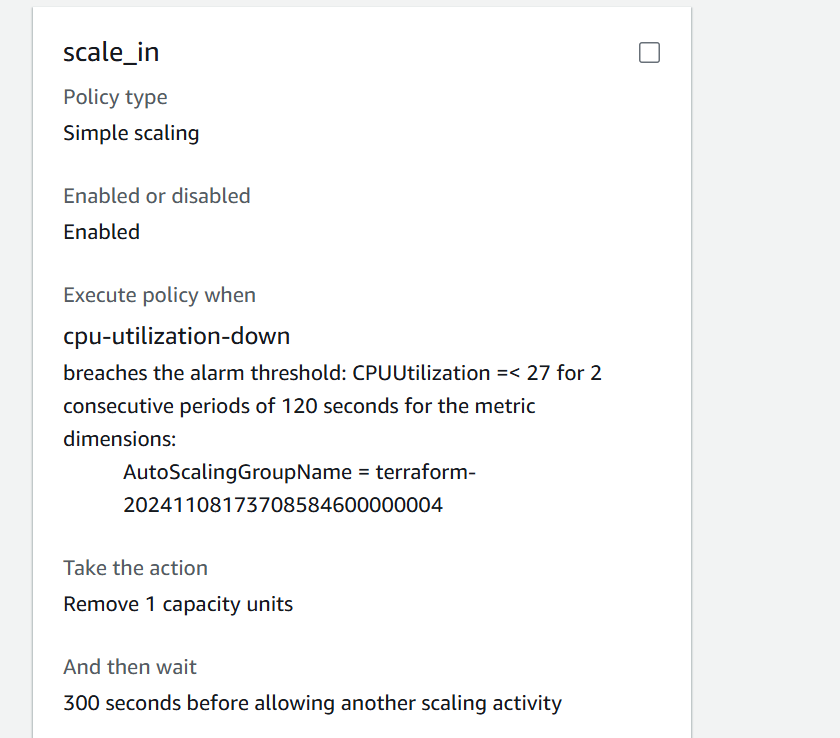 scale_in
Policy type
Simple scaling
Enabled or disabled
Enabled
Execute policy when
cpu-utilization-down
breaches the alarm threshold: CPUUtilization =< 27 for 2
consecutive periods of 120 seconds for the metric
dimensions:
AutoScalingGroupName = terraform-
20241108173708584600000004
Take the action
Remove 1 capacity units
And then wait
300 seconds before allowing another scaling activity